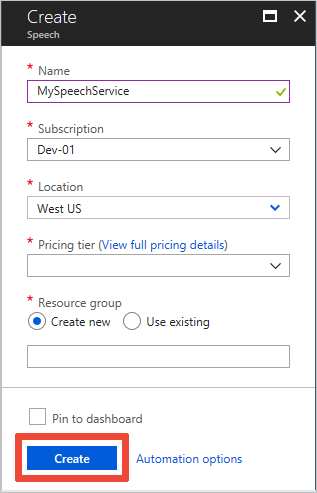 Create
Speech
* Name
MySpeechService
* Subscription
Dev-01
* Location
West US
* Pricing tier (View full pricing details)
* Resource group
Create new Use existing
Pin to dashboard
Create Automation options